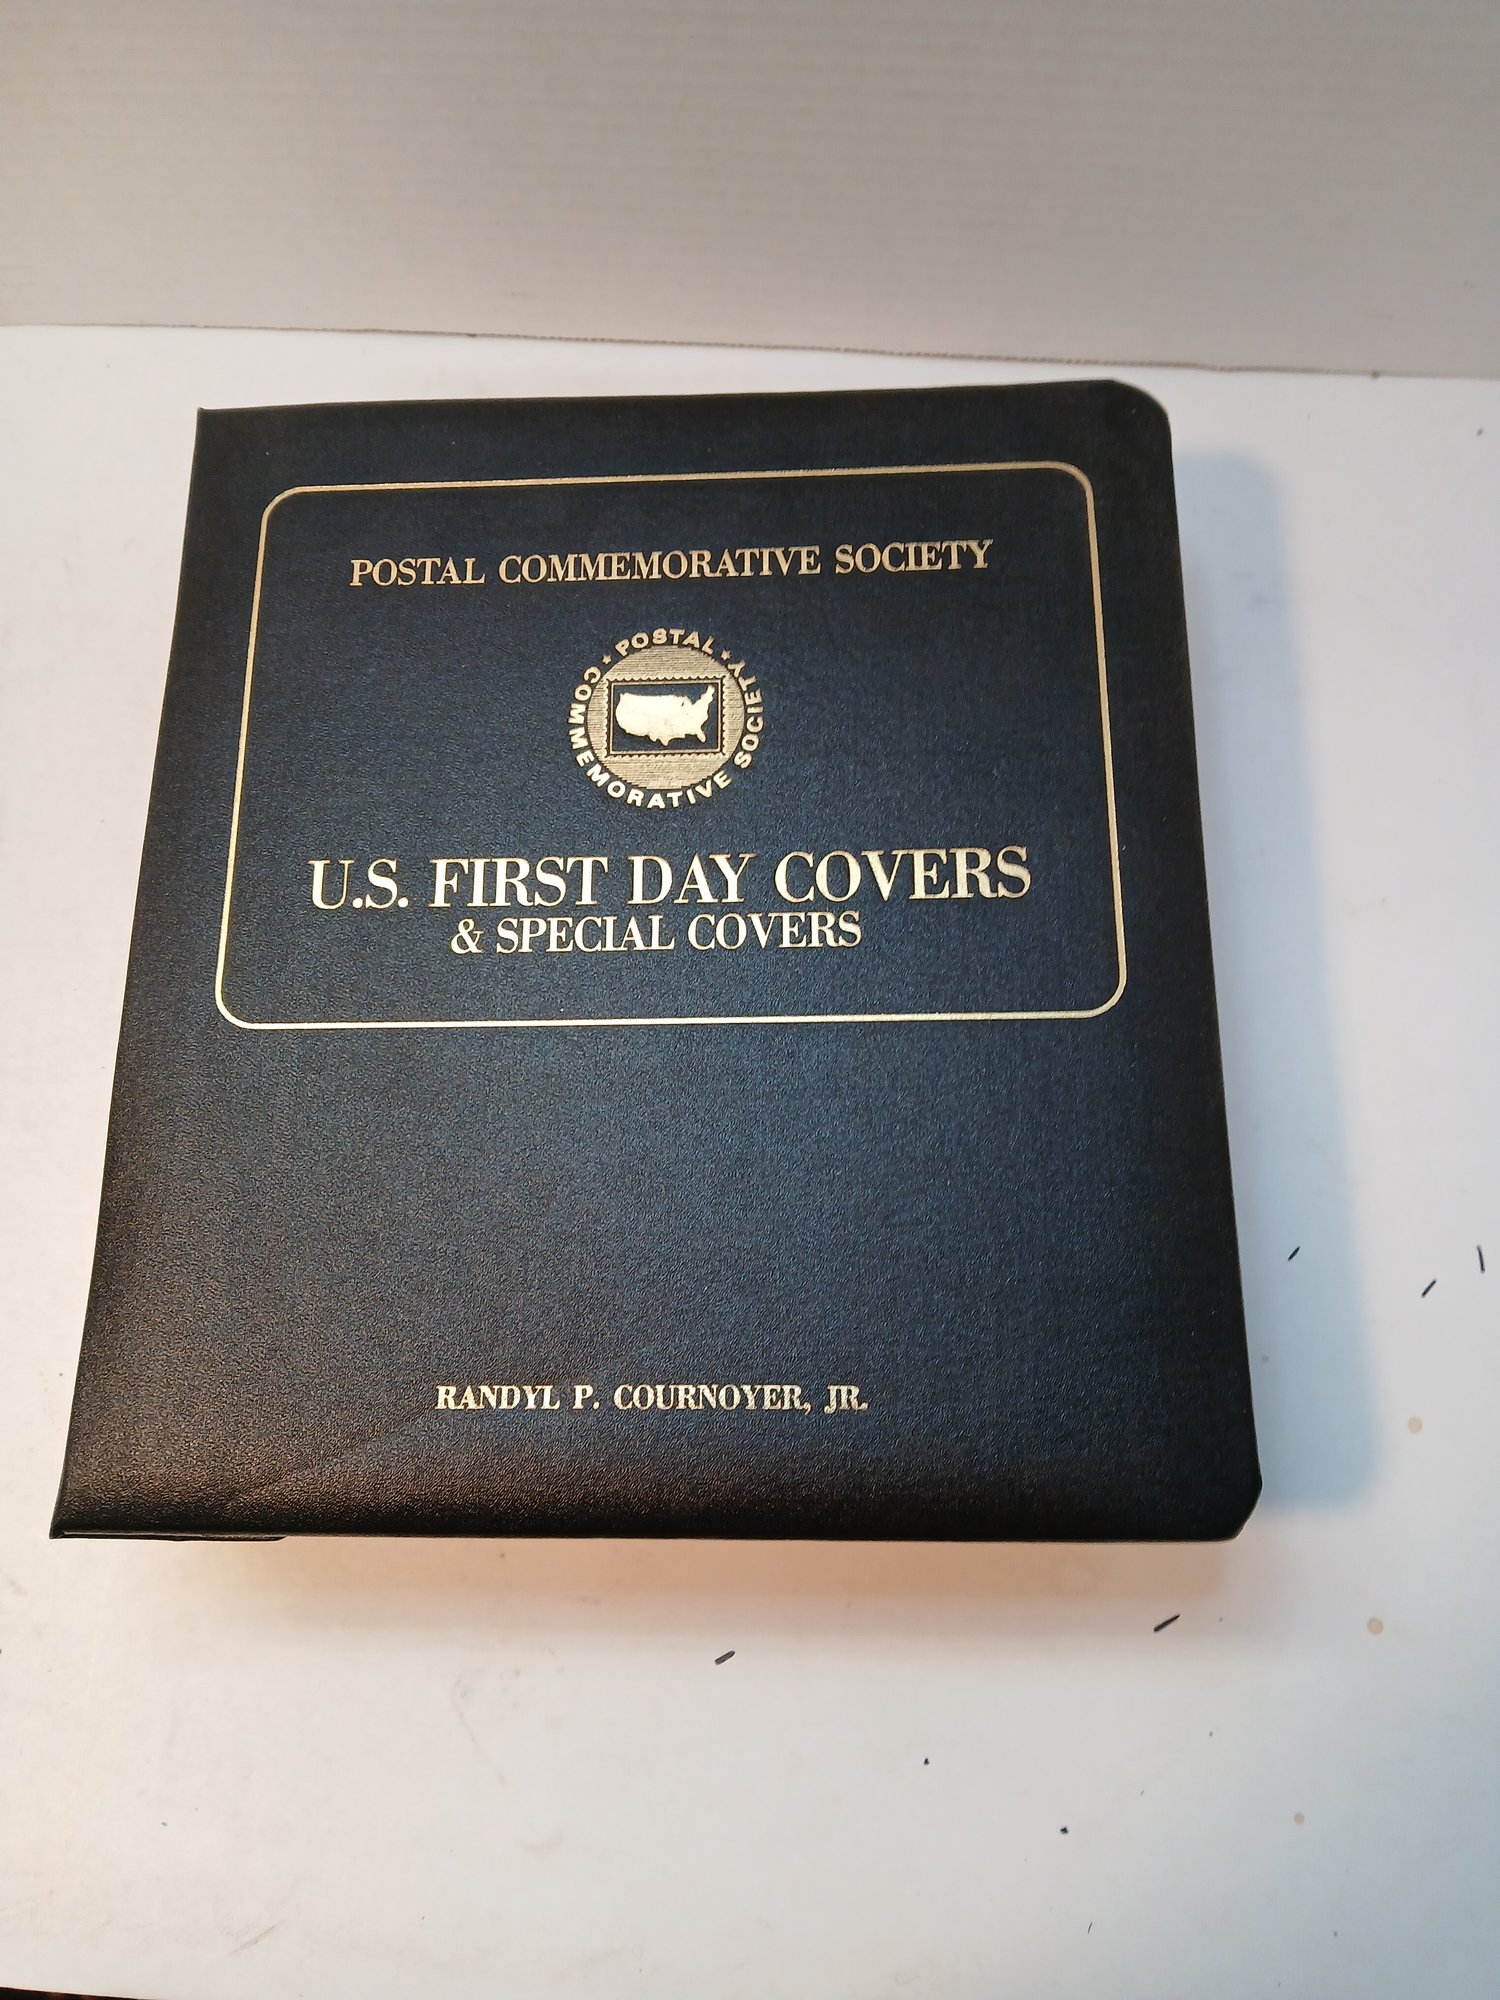 POSTAL COMMEMORATIVE SOCIETY
★ POSTAL ★
COMMEMORATIVE SOCIETY
U.S. FIRST DAY COVERS
& SPECIAL COVERS
RANDYL P. COURNOYER, JR.